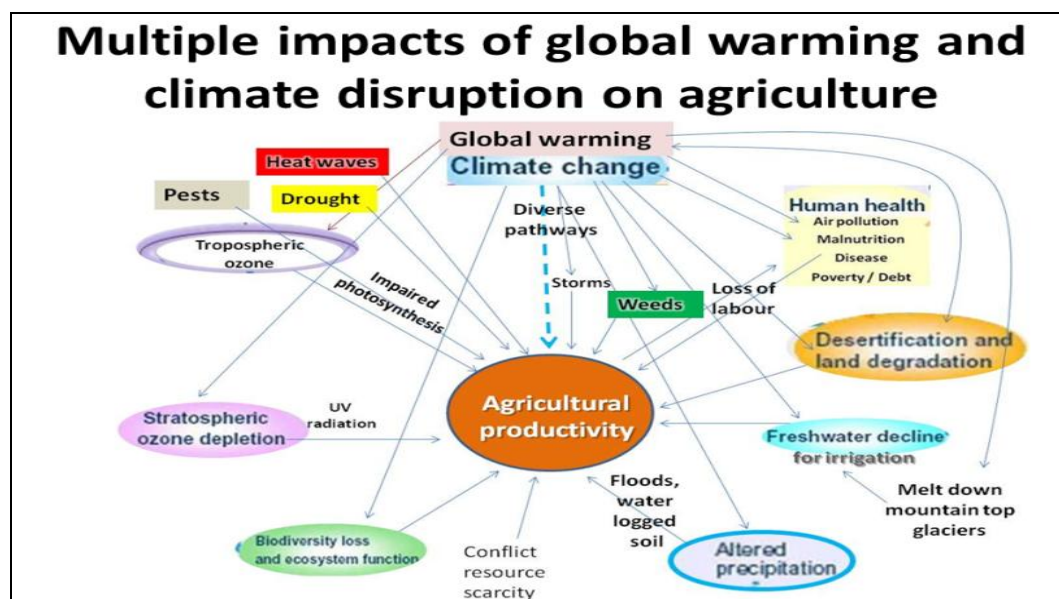 Multiple impacts of global warming and
climate disruption on agriculture
Global warming
Climate change
Heat waves
Pests
Drought
Diverse
pathways
Human health
Air pollution
Malnutrition
Disease
Poverty / Debt
Tropospheric
ozone
Impaired
photosynthesis
Storms
Weeds
Loss of
labour
Desertification and
land degradation
Agricultural
productivity
UV
radiation
Stratospheric
ozone depletion
Freshwater decline
for irrigation
Floods,
water
logged
soil
Melt down
mountain top
glaciers
Biodiversity loss
and ecosystem function
Conflict
resource
scarcity
Altered
precipitation